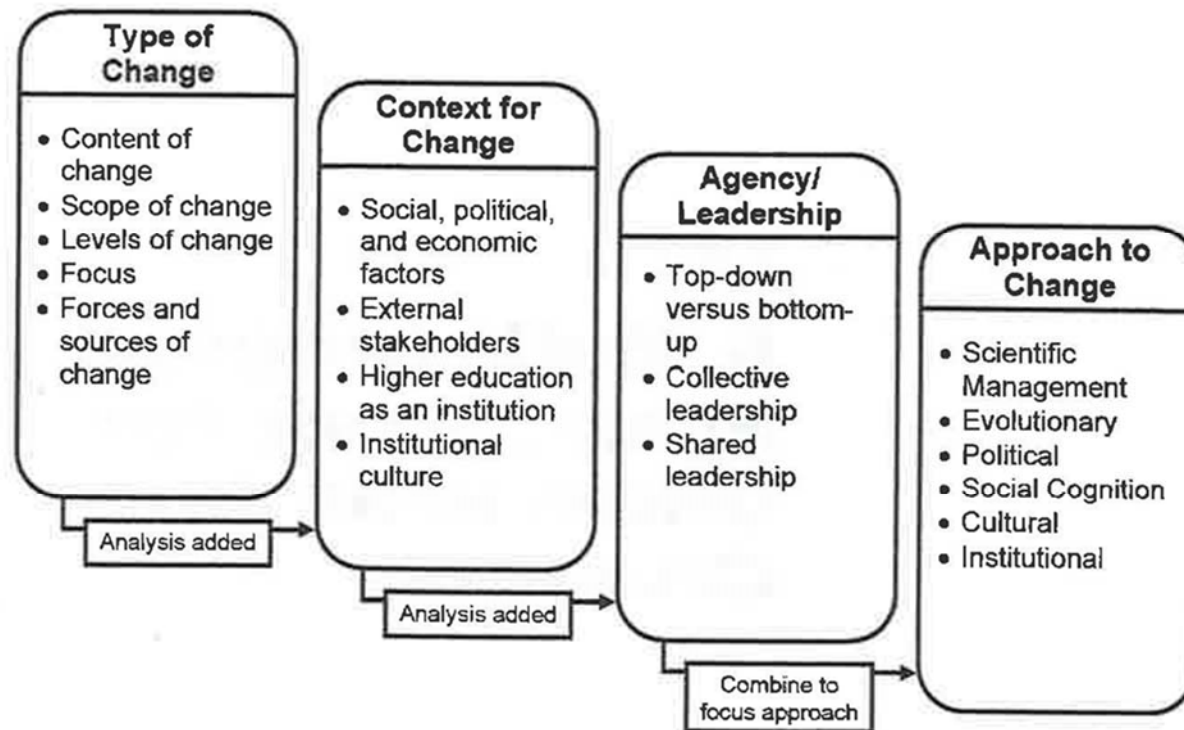 Type of
Change
• Content of
change
• Scope of change
• Levels of change
• Focus
• Forces and
sources of
change
Analysis added
Context for
Change
• Social, political,
and economic
factors
• External
stakeholders
• Higher education
as an institution
• Institutional
culture
Analysis added
Agency/
Leadership
• Top-down
versus bottom-
up
• Collective
leadership
• Shared
leadership
Combine to
focus approach
Approach to
Change
• Scientific
Management
• Evolutionary
• Political
• Social Cognition
• Cultural
• Institutional